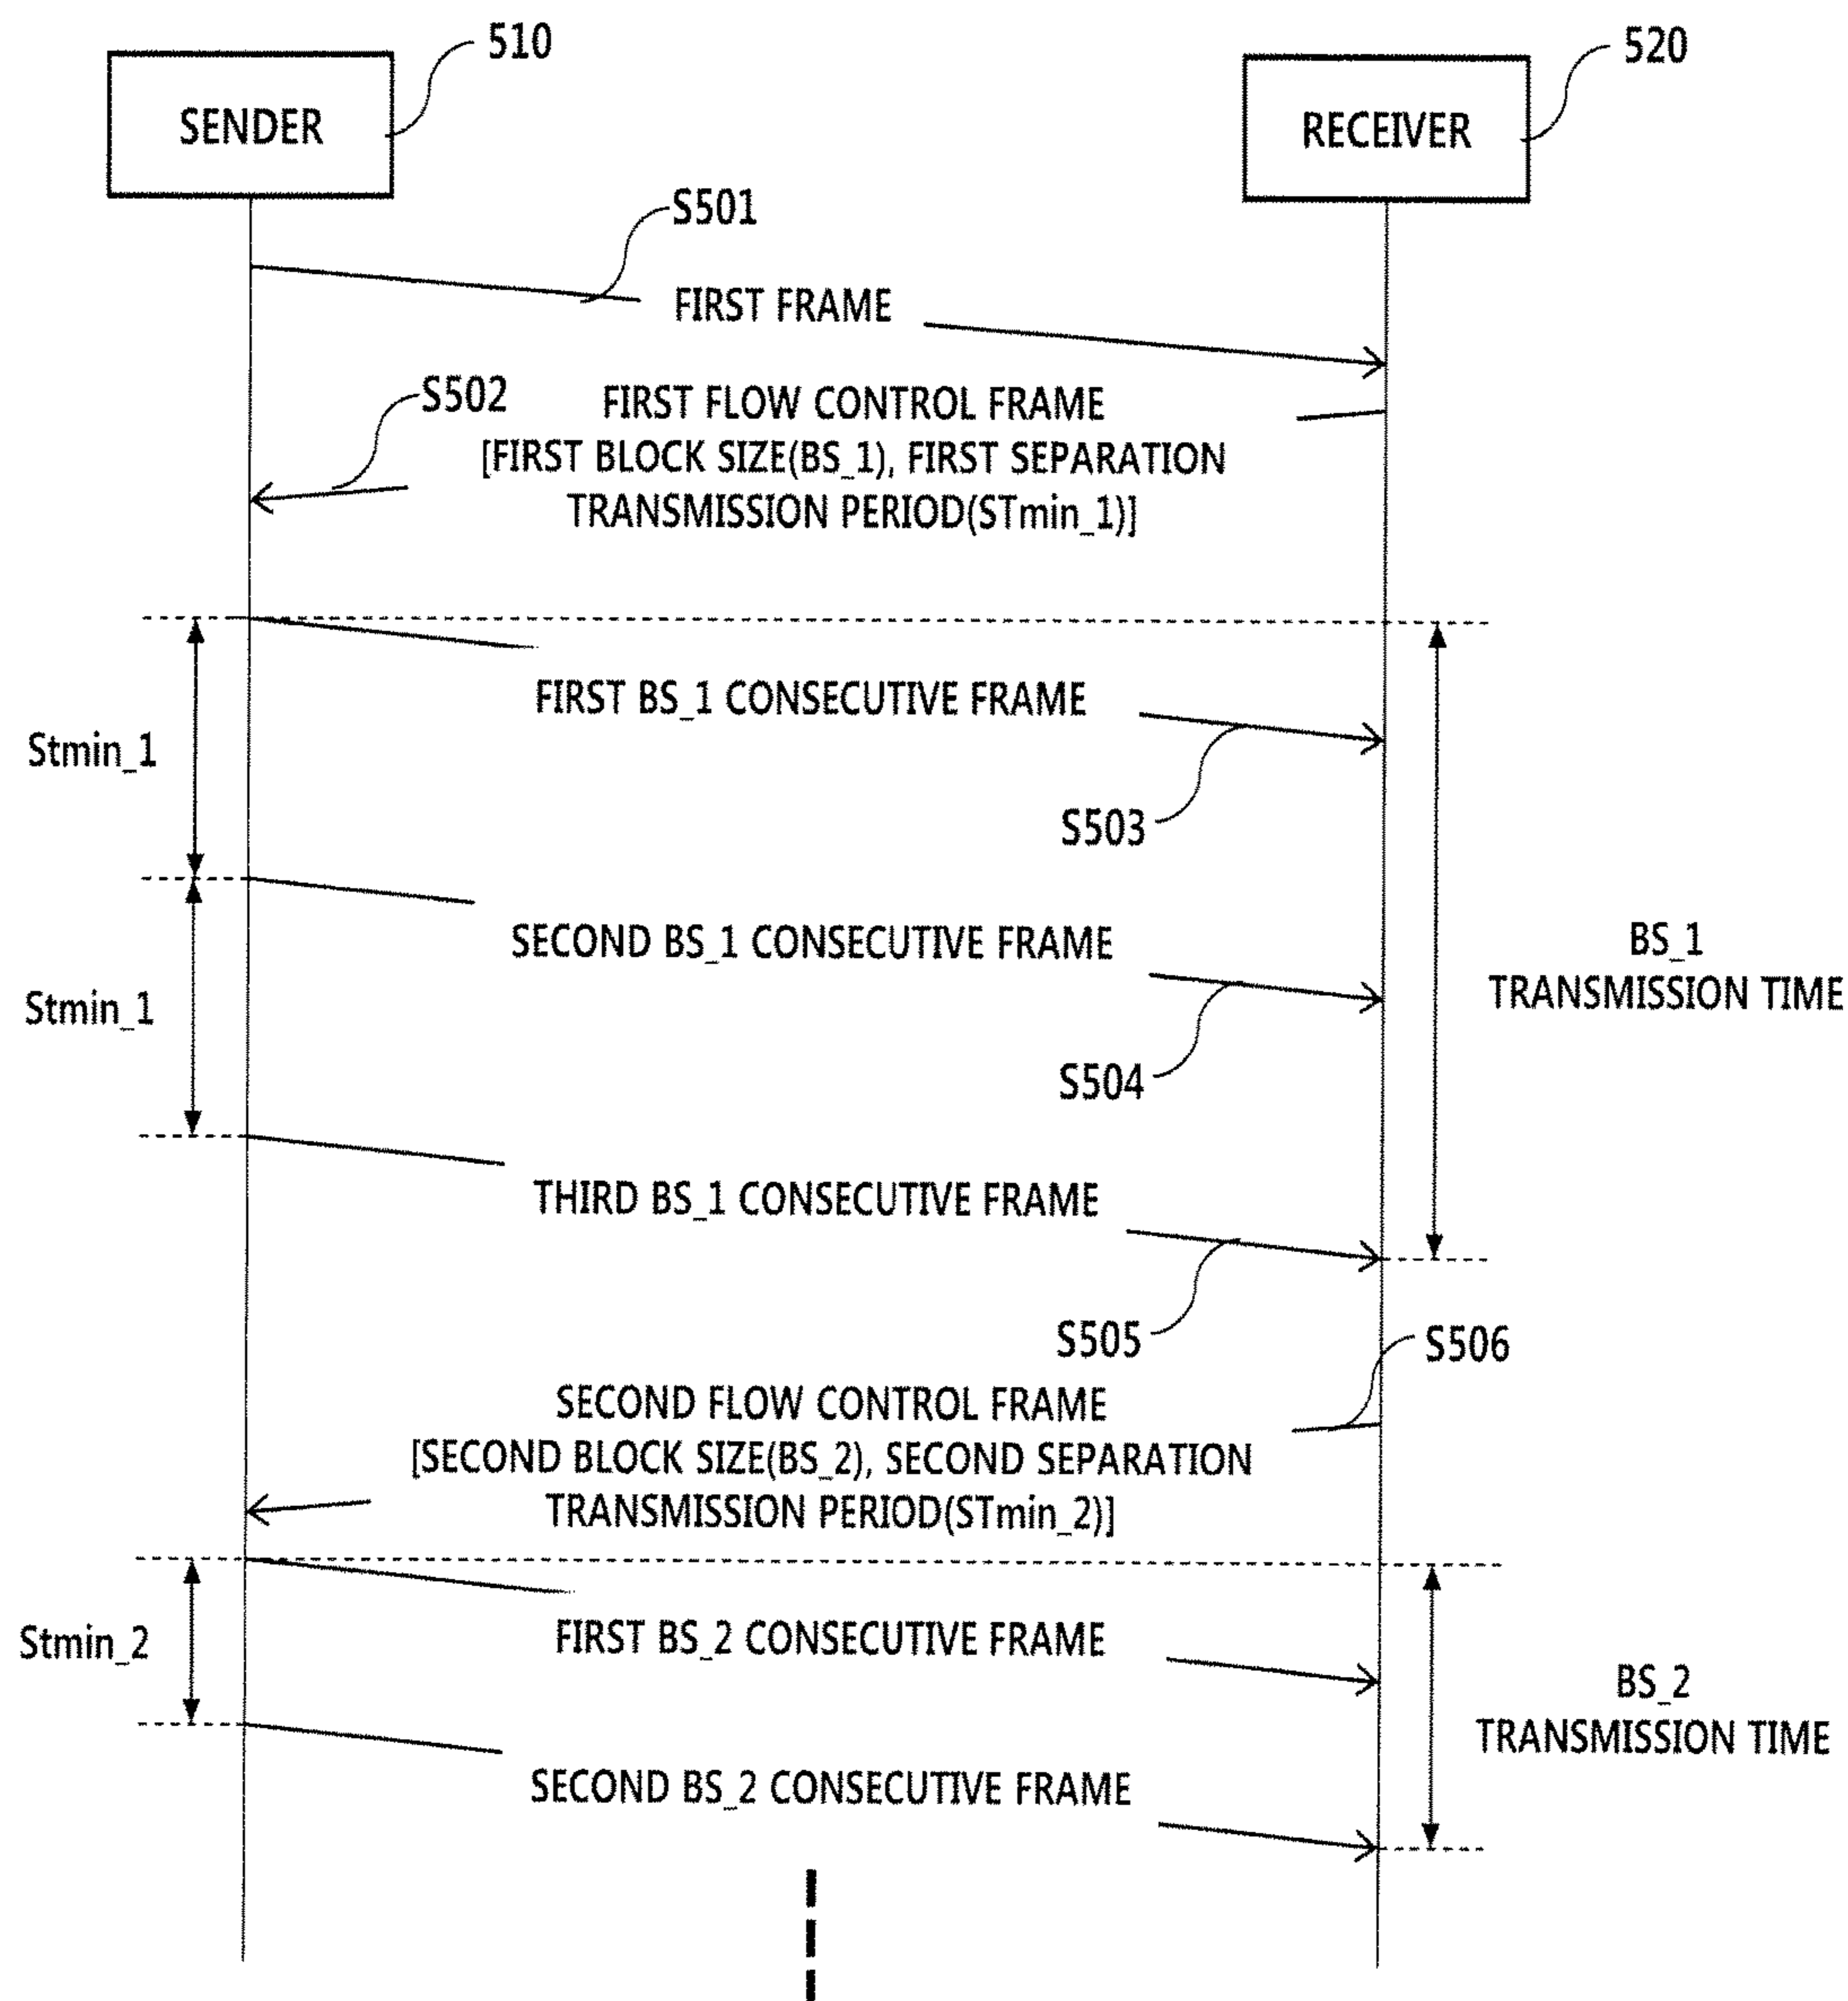 510
520
SENDER
RECEIVER
S501
FIRST FRAME
S502
FIRST FLOW CONTROL FRAME
[FIRST BLOCK SIZE(BS_1), FIRST SEPARATION
TRANSMISSION PERIOD(STmin_1)]
FIRST BS_1 CONSECUTIVE FRAME
Stmin_1
S503
SECOND BS_1 CONSECUTIVE FRAME
BS_1
TRANSMISSION TIME
Stmin_1
S504
THIRD BS_1 CONSECUTIVE FRAME
S505
S506
SECOND FLOW CONTROL FRAME
[SECOND BLOCK SIZE(BS_2), SECOND SEPARATION
TRANSMISSION PERIOD(STmin_2)]
FIRST BS_2 CONSECUTIVE FRAME
Stmin_2
BS_2
TRANSMISSION TIME
SECOND BS_2 CONSECUTIVE FRAME